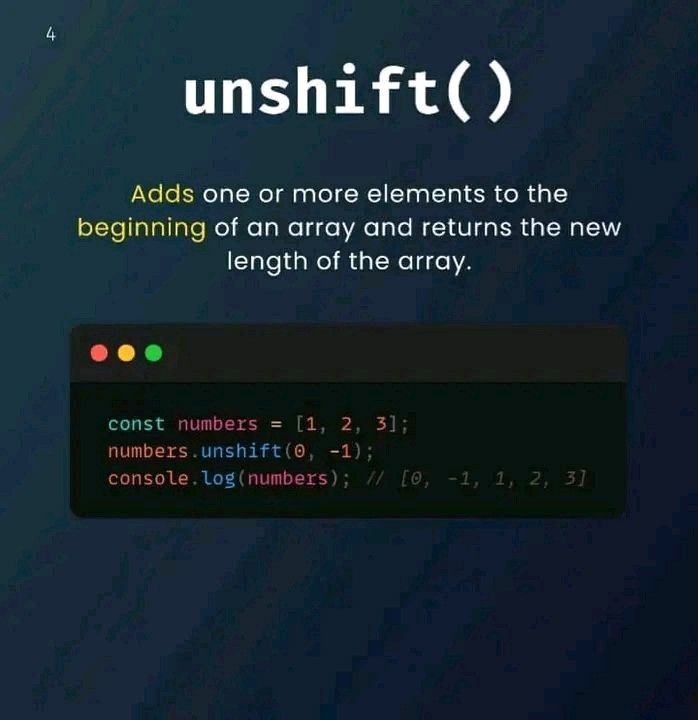 4
unshift()
Adds one or more elements to the
beginning of an array and returns the new
length of the array.
const numbers = [1, 2, 3];
numbers.unshift(0, -1);
console.log(numbers); // [0, -1, 1, 2, 3]